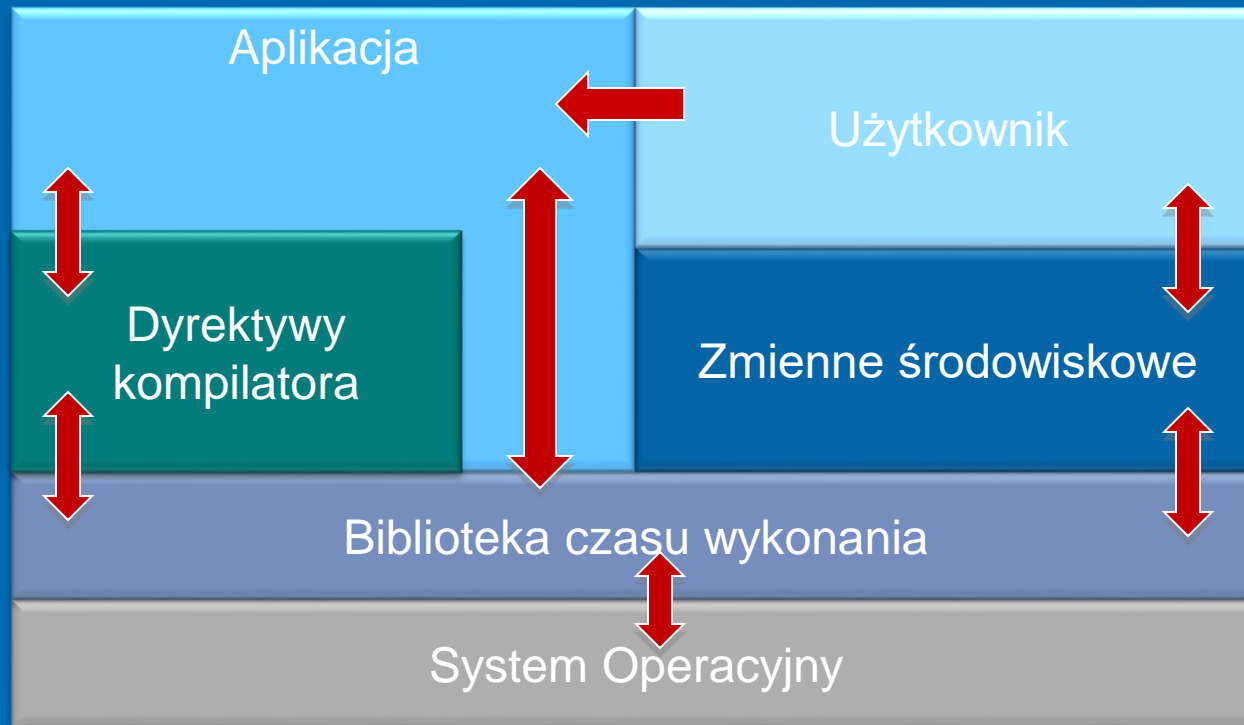 Aplikacja
Użytkownik
Dyrektywy
kompilatora
Zmienne środowiskowe
Biblioteka czasu wykonania
System Operacyjny